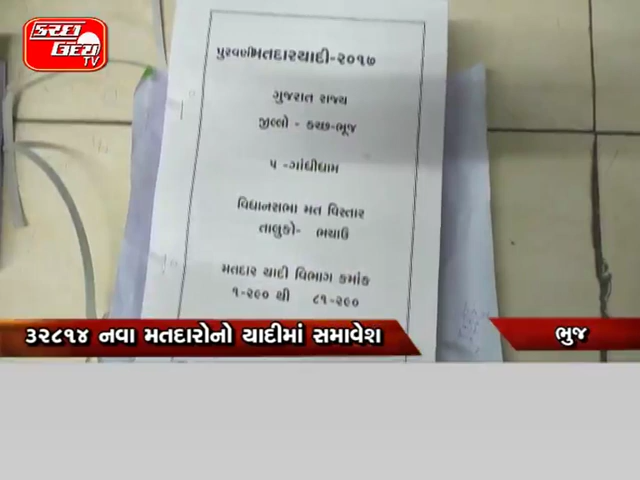 કચ્છ
ઉદય
TV
પુરવણીમતદારયાદી-૨૦૧૭
ગુજરાત રાજ્ય
જીલ્લો - કચ્છ-ભૂજ
૫ -ગાંધીધામ
વિધાનસભા મત વિસ્તાર
તાલુકો- ભચાઉ
મતદાર યાદી વિભાગ ક્રમાંક
૧-૨૯૦ થી ૮૧-૨૯૦
૩૨૮૧૪ નવા મતદારોનો યાદીમાં સમાવેશ
ભુજ